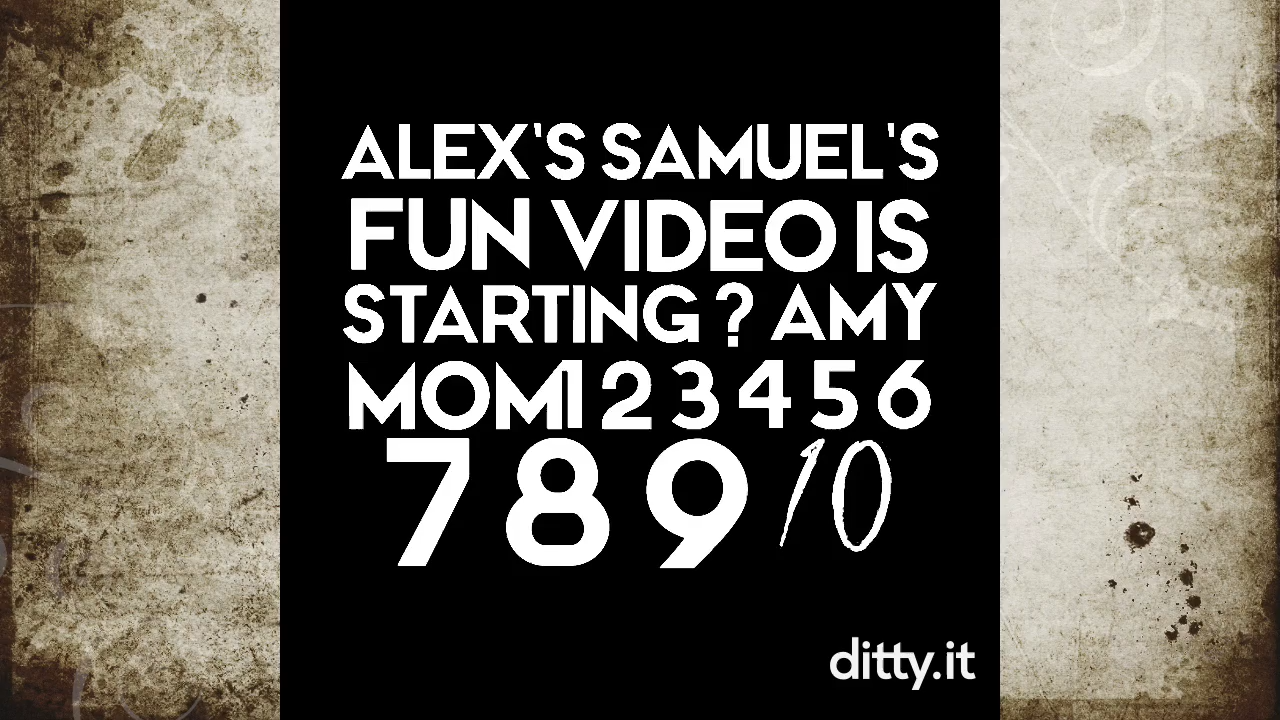 ALEX'S SAMUEL'S
FUN VIDEO IS
STARTING ? AMY
MOM1 2 3 4 5 6
7 8 9 10
ditty.it